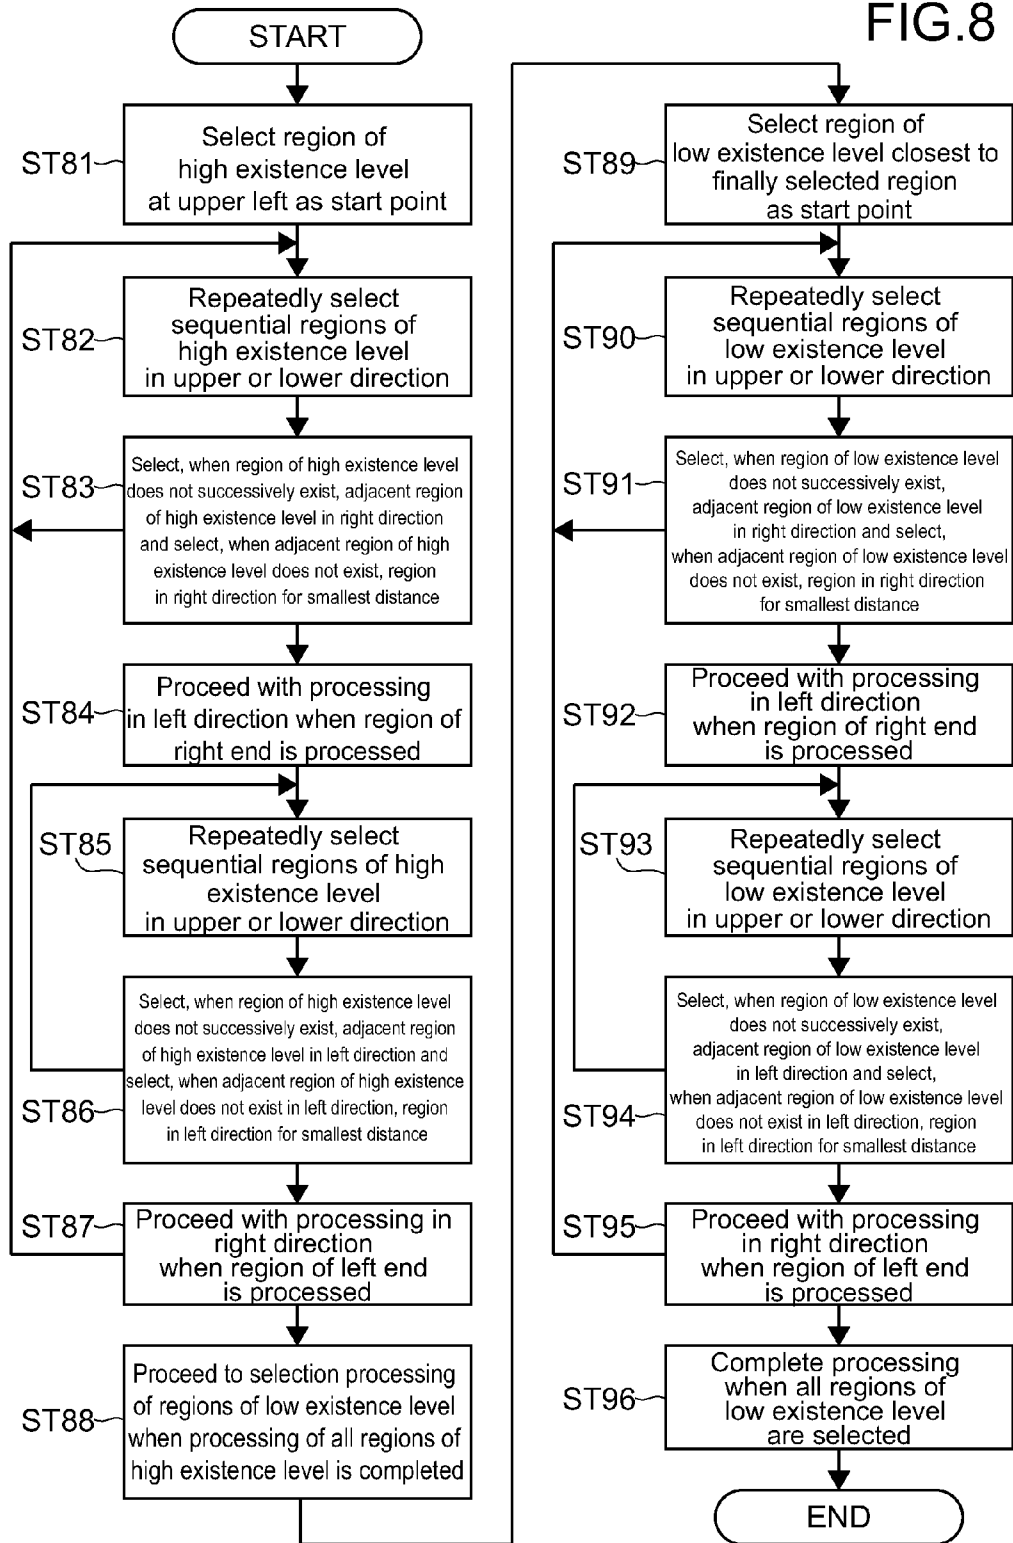 FIG.8
START
ST81
Select region of
high existence level
at upper left as start point
ST82
Repeatedly select
sequential regions of
high existence level
in upper or lower direction
ST83
Select, when region of high existence level
does not successively exist, adjacent region
of high existence level in right direction
and select, when adjacent region of high
existence level does not exist, region
in right direction for smallest distance
ST84
Proceed with processing
in left direction when region of
right end is processed
ST85
Repeatedly select
sequential regions of high
existence level
in upper or lower direction
ST86
Select, when region of high existence level
does not successively exist, adjacent region
of high existence level in left direction and
select, when adjacent region of high existence
level does not exist in left direction, region
in left direction for smallest distance
ST87
Proceed with processing in
right direction
when region of left end
is processed
ST88
Proceed to selection processing
of regions of low existence level
when processing of all regions of
high existence level is completed
ST89
Select region of
low existence level closest to
finally selected region
as start point
ST90
Repeatedly select
sequential regions of
low existence level
in upper or lower direction
ST91
Select, when region of low existence level
does not successively exist,
adjacent region of low existence level
in right direction and select,
when adjacent region of low existence level
does not exist, region in right direction
for smallest distance
ST92
Proceed with processing
in left direction
when region of right end
is processed
ST93
Repeatedly select
sequential regions of
low existence level
in upper or lower direction
ST94
Select, when region of low existence level
does not successively exist,
adjacent region of low existence level
in left direction and select,
when adjacent region of low existence level
does not exist in left direction, region
in left direction for smallest distance
ST95
Proceed with processing
in right direction
when region of left end
is processed
ST96
Complete processing
when all regions of
low existence level
are selected
END